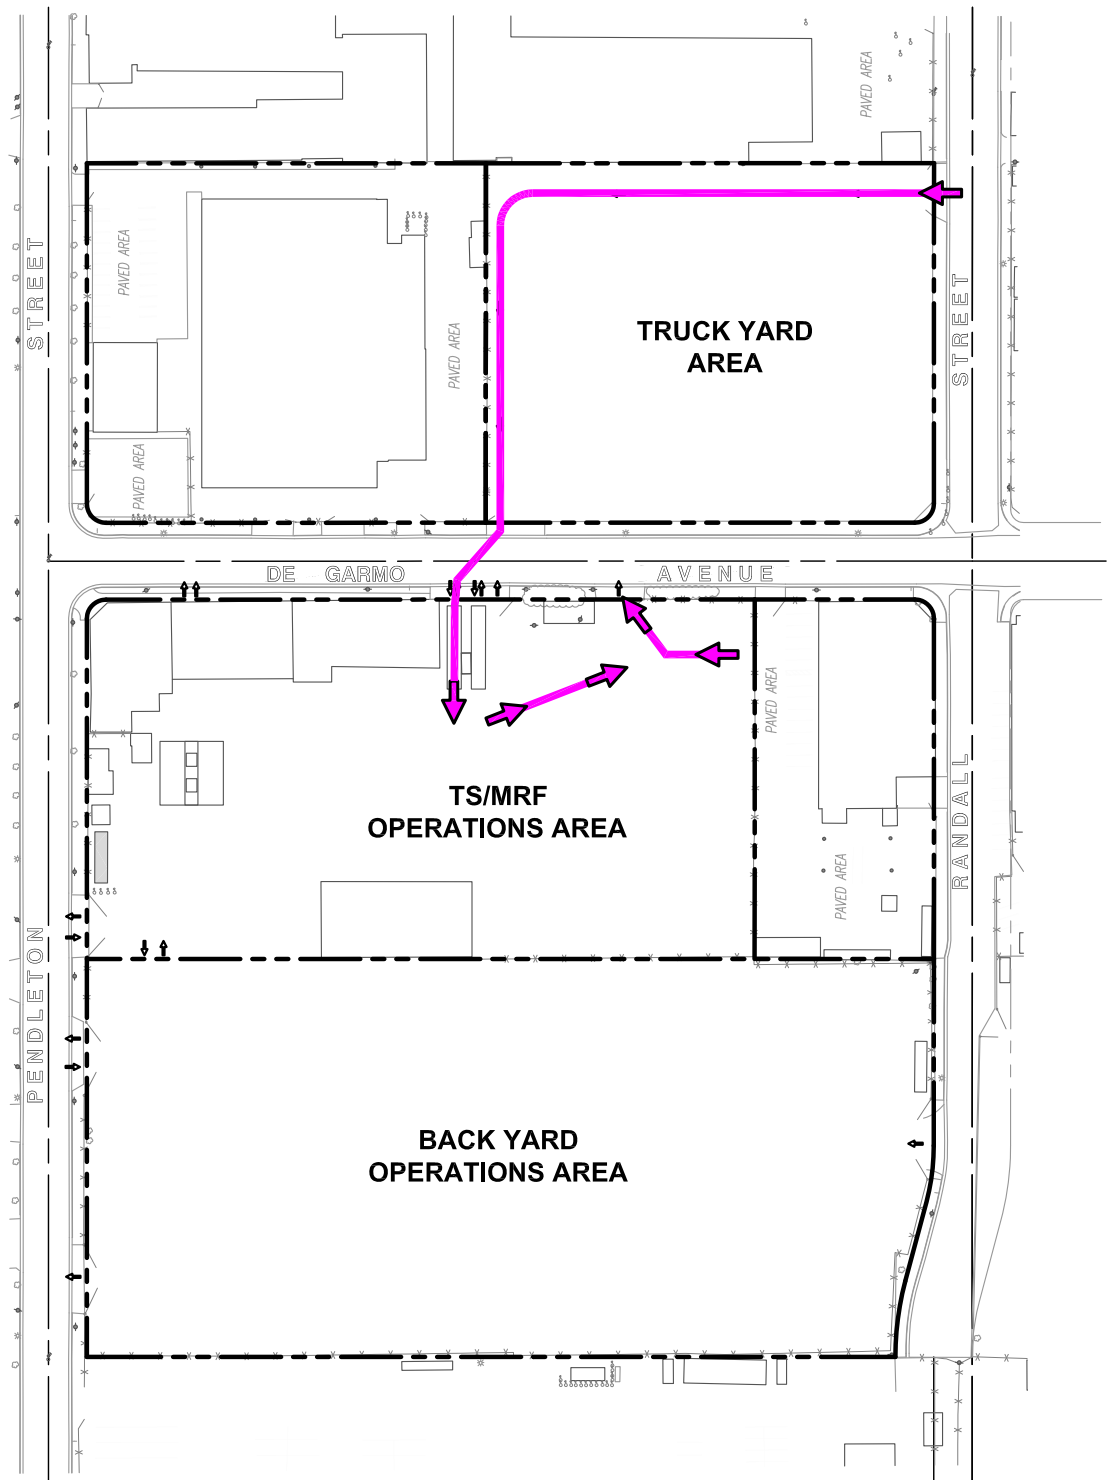 PAVED AREA
STREET
PAVED AREA
PAVED AREA
TRUCK YARD
AREA
STREET
PAVED AREA
DE GARMO AVENUE
PAVED AREA
TS/MRF
OPERATIONS AREA
RANDALL
PAVED AREA
PENDLETON
BACK YARD
OPERATIONS AREA